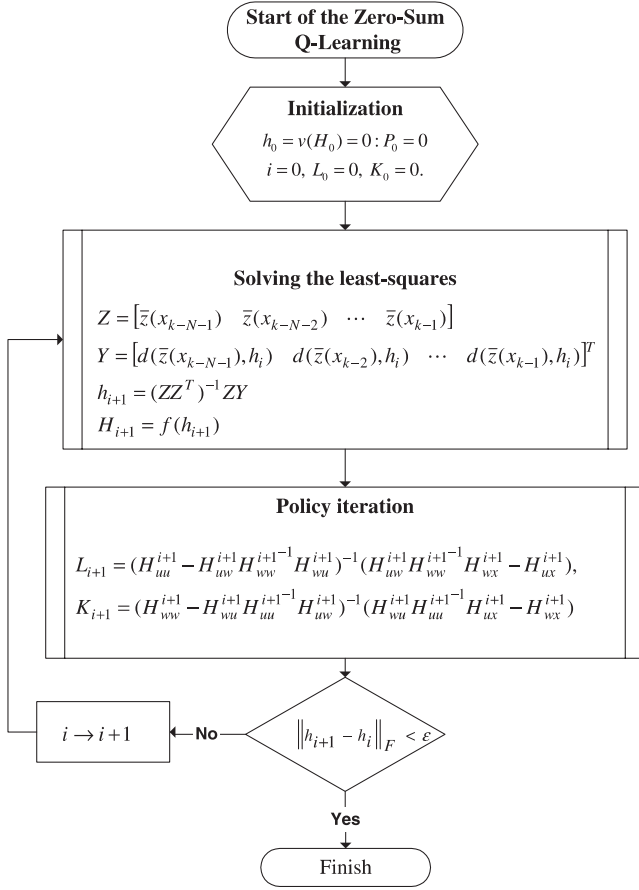 Start of the Zero-Sum
Q-Learning
Initialization
h₀ = v(H₀) = 0 : P₀ = 0
i = 0, L₀ = 0, K₀ = 0.
Solving the least-squares
Z = [z̄(x_{k-N-1}) z̄(x_{k-N-2}) ⋯ z̄(x_{k-1})]
Y = [d(z̄(x_{k-N-1}), h_i) d(z̄(x_{k-2}), h_i) ⋯ d(z̄(x_{k-1}), h_i)]^T
h_{i+1} = (ZZ^T)^{-1} ZY
H_{i+1} = f(h_{i+1})
Policy iteration
L_{i+1} = (H_{uu}^{i+1} − H_{uw}^{i+1} H_{ww}^{i+1^{-1}} H_{wu}^{i+1})^{-1} (H_{uw}^{i+1} H_{ww}^{i+1^{-1}} H_{wx}^{i+1} − H_{ux}^{i+1}),
K_{i+1} = (H_{ww}^{i+1} − H_{wu}^{i+1} H_{uu}^{i+1^{-1}} H_{uw}^{i+1})^{-1} (H_{wu}^{i+1} H_{uu}^{i+1^{-1}} H_{ux}^{i+1} − H_{wx}^{i+1})
i → i+1
No
‖h_{i+1} − h_i‖_F < ε
Yes
Finish